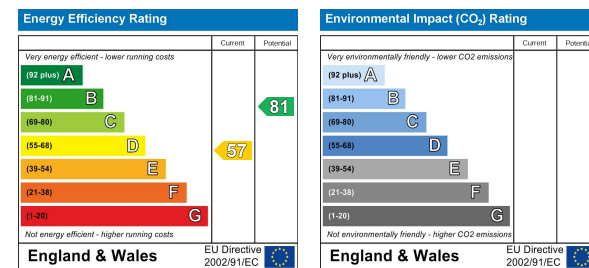 Energy Efficiency Rating
Current Potential
Very energy efficient - lower running costs
(92 plus) A
(81-91) B
81
(69-80) C
(55-68) D
57
(39-54) E
(21-38) F
(1-20) G
Not energy efficient - higher running costs
England & Wales
EU Directive
2002/91/EC
Environmental Impact (CO₂) Rating
Current Potentia
Very environmentally friendly - lower CO2 emissions
(92 plus) A
(81-91) B
(69-80) C
(55-68) D
(39-54) E
(21-38) F
(1-20) G
Not environmentally friendly - higher CO2 emissions
England & Wales
EU Directive
2002/91/EC